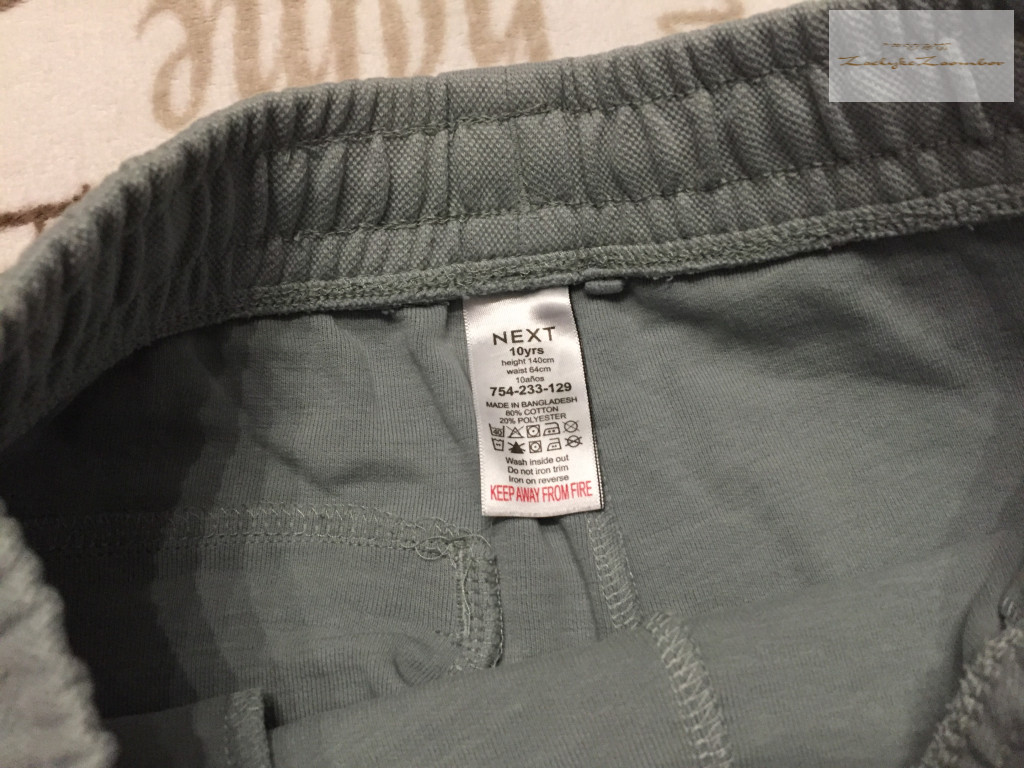 NEXT
10yrs
height 140cm
waist 64cm
10años
754-233-129
MADE IN BANGLADESH
80% COTTON
20% POLYESTER
Wash inside out
Do not iron trim
Iron on reverse
KEEP AWAY FROM FIRE